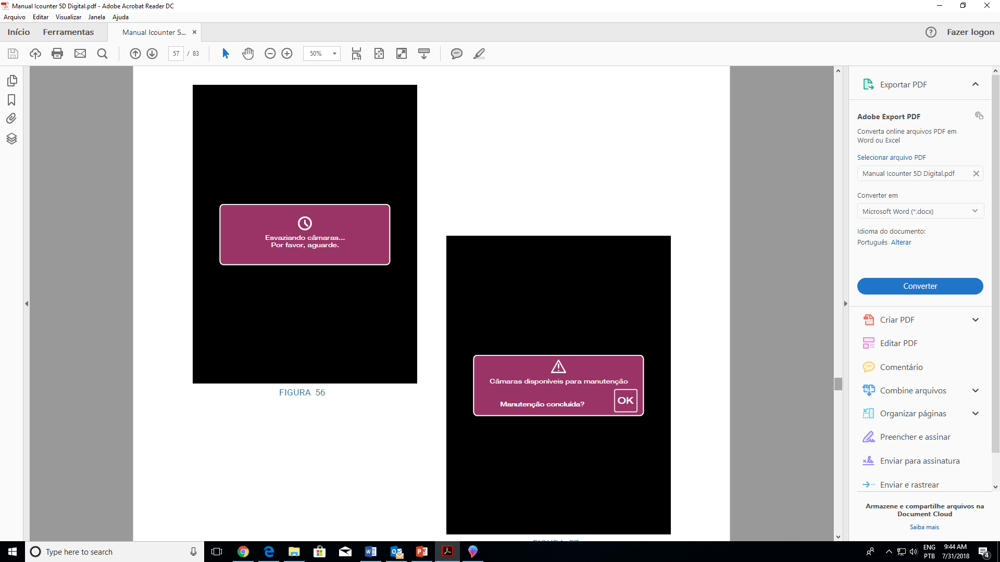 Manual Icounter 5D Digital.pdf - Adobe Acrobat Reader DC
Arquivo Editar Visualizar Janela Ajuda
Início Ferramentas Manual Icounter 5... ×
? Fazer logon
57 / 83 50%
Esvaziando câmaras...
Por favor, aguarde.
FIGURA 56
Câmaras disponíveis para manutenção
Manutenção concluída? OK
FIGURA 57
Exportar PDF
Adobe Export PDF
Converta online arquivos PDF em
Word ou Excel
Selecionar arquivo PDF
Manual Icounter 5D Digital.pdf
Converter em
Microsoft Word (*.docx)
Idioma do documento:
Português Alterar
Converter
Criar PDF
Editar PDF
Comentário
Combine arquivos
Organizar páginas
Preencher e assinar
Enviar para assinatura
Enviar e rastrear
Armazene e compartilhe arquivos na
Document Cloud
Saiba mais
Type here to search
ENG
PTB
9:44 AM
7/31/2018
4